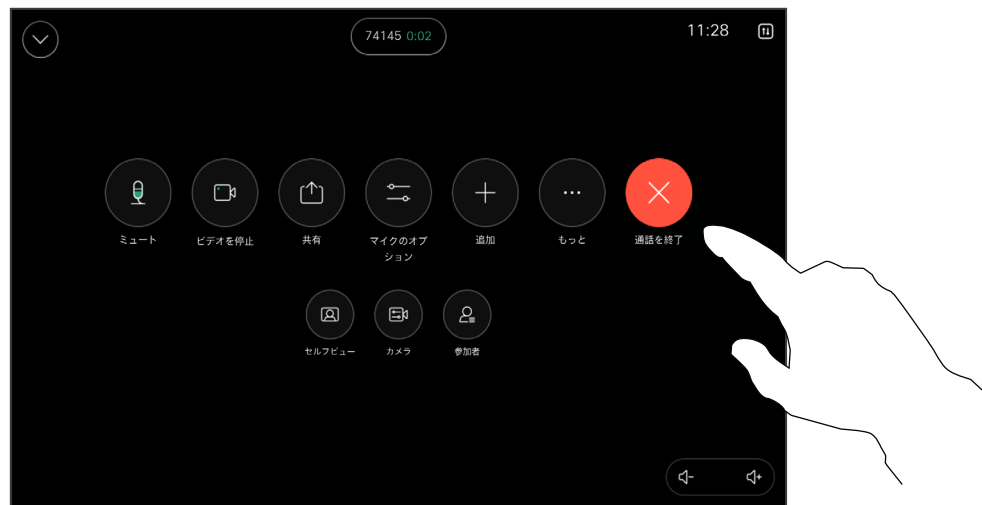 74145 0:02
11:28
ミュート
ビデオを停止
共有
マイクのオプ
ション
追加
もっと
通話を終了
セルフビュー
カメラ
参加者